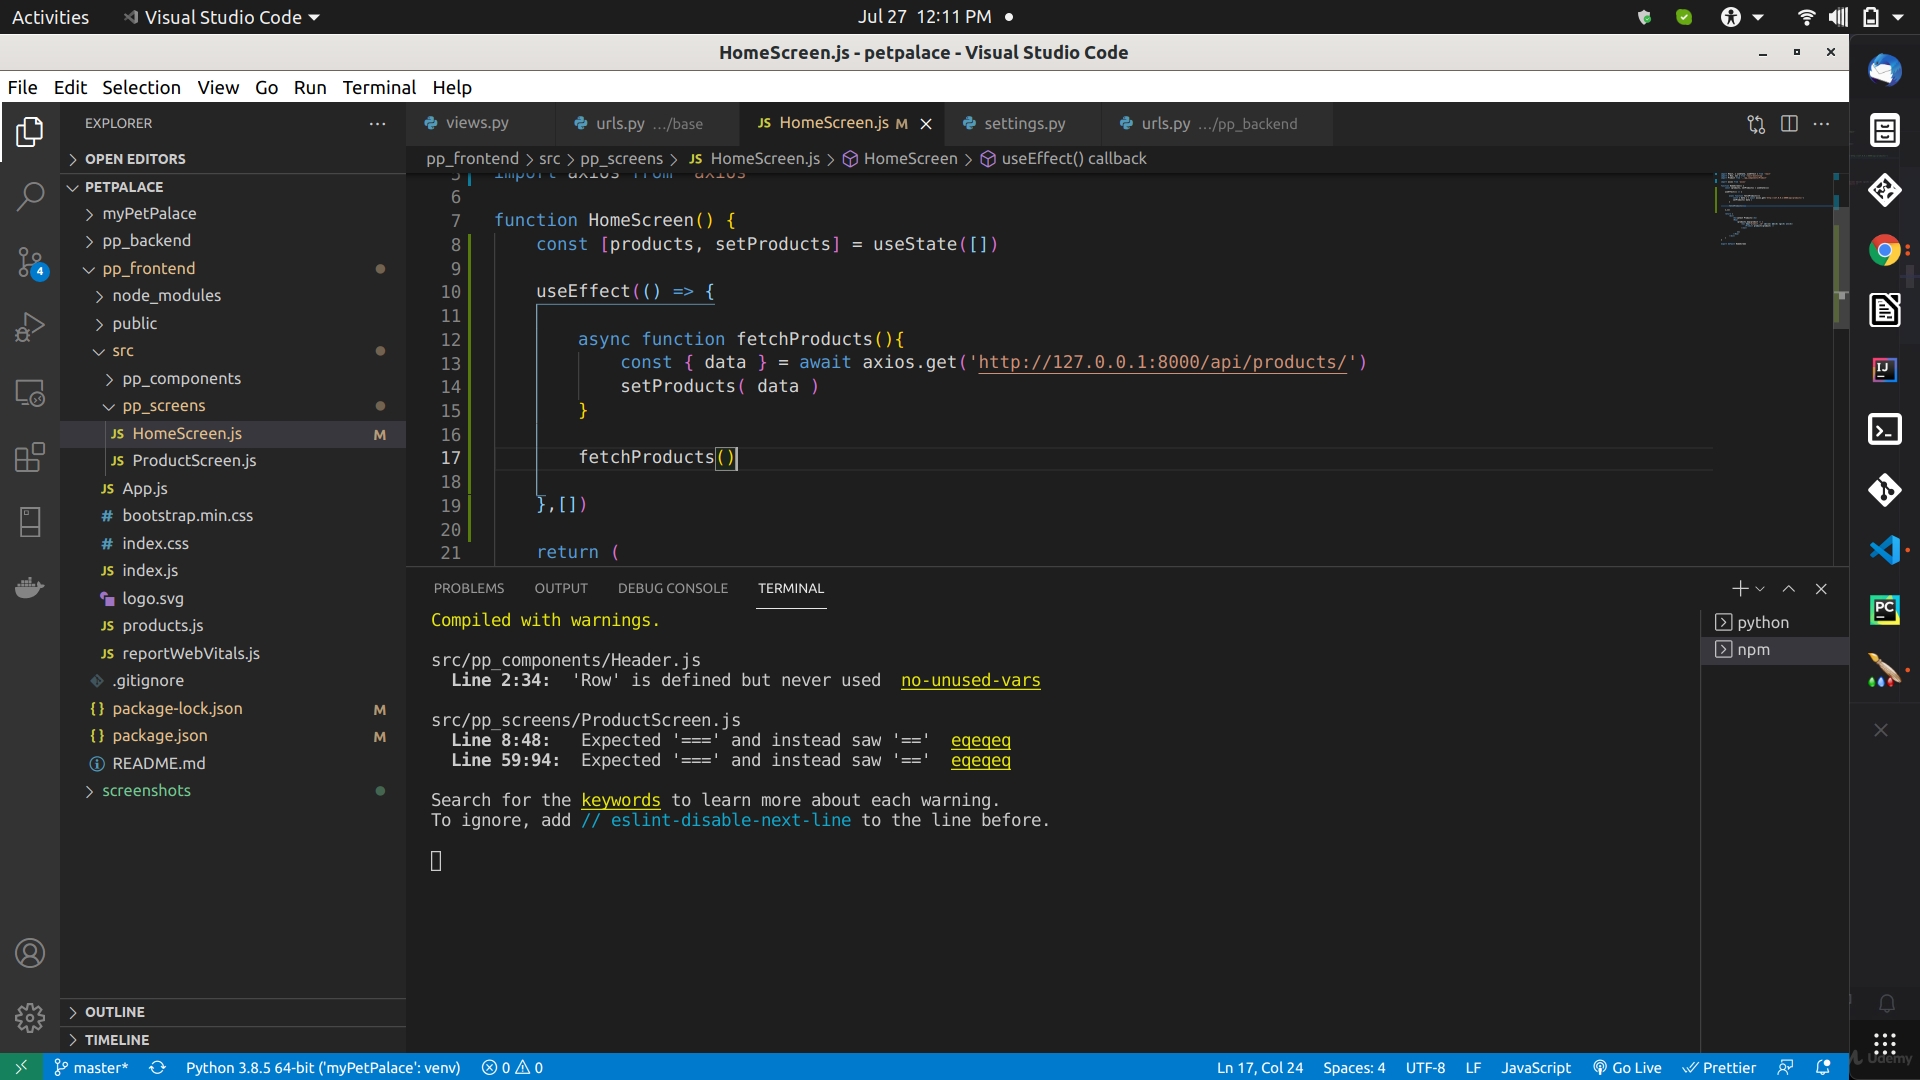 Activities Visual Studio Code Jul 27 12:11 PM
HomeScreen.js - petpalace - Visual Studio Code
File Edit Selection View Go Run Terminal Help
EXPLORER
OPEN EDITORS
PETPALACE
myPetPalace
pp_backend
pp_frontend
node_modules
public
src
pp_components
pp_screens
JS HomeScreen.js M
JS ProductScreen.js
JS App.js
# bootstrap.min.css
# index.css
JS index.js
logo.svg
JS products.js
JS reportWebVitals.js
.gitignore
{} package-lock.json M
{} package.json M
README.md
screenshots
OUTLINE
TIMELINE
4
views.py urls.py .../base JS HomeScreen.js M settings.py urls.py .../pp_backend
pp_frontend > src > pp_screens > JS HomeScreen.js > HomeScreen > useEffect() callback
5 import axios from 'axios'
6
7 function HomeScreen() {
8 const [products, setProducts] = useState([])
9
10 useEffect(() => {
11
12 async function fetchProducts(){
13 const { data } = await axios.get('http://127.0.0.1:8000/api/products/')
14 setProducts( data )
15 }
16
17 fetchProducts()
18
19 },[])
20
21 return (
PROBLEMS OUTPUT DEBUG CONSOLE TERMINAL
Compiled with warnings.
src/pp_components/Header.js
Line 2:34: 'Row' is defined but never used no-unused-vars
src/pp_screens/ProductScreen.js
Line 8:48: Expected '===' and instead saw '==' eqeqeq
Line 59:94: Expected '===' and instead saw '==' eqeqeq
Search for the keywords to learn more about each warning.
To ignore, add // eslint-disable-next-line to the line before.
python
npm
IJ
PC
master* Python 3.8.5 64-bit ('myPetPalace': venv) 0 0 Ln 17, Col 24 Spaces: 4 UTF-8 LF JavaScript Go Live Prettier
Udemy